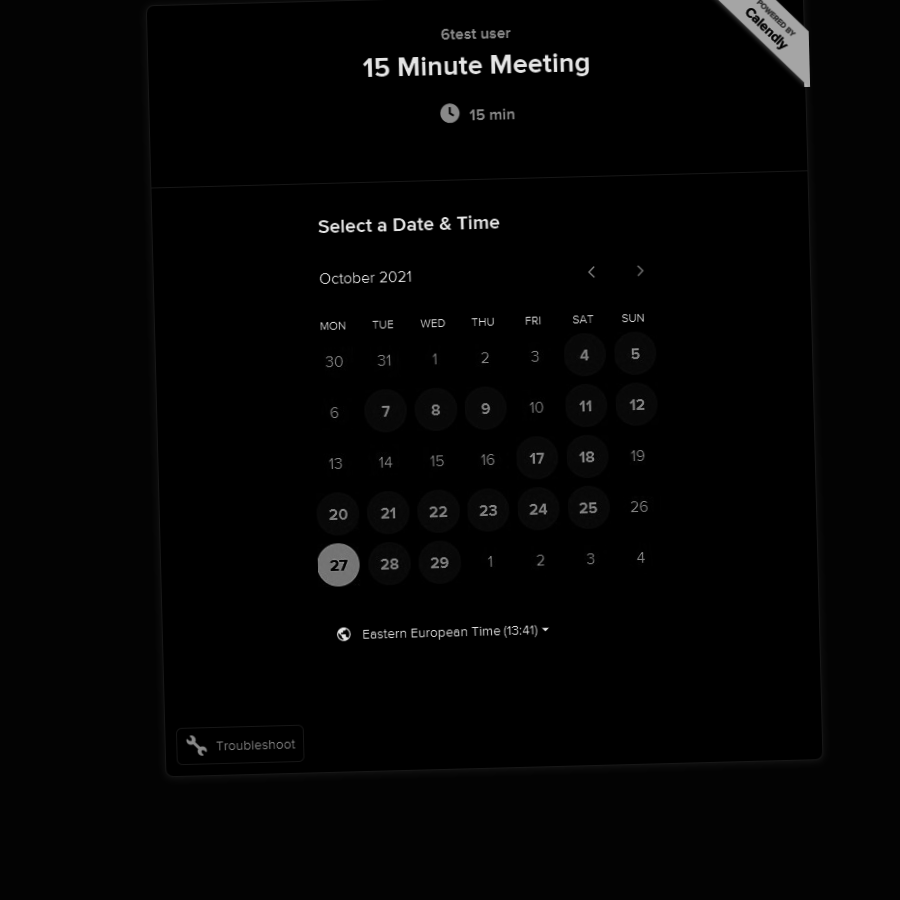 POWERED BY
Calendly
6test user
15 Minute Meeting
15 min
Select a Date & Time
October 2021
MON TUE WED THU FRI SAT SUN
30 31 1 2 3 4 5
6 7 8 9 10 11 12
13 14 15 16 17 18 19
20 21 22 23 24 25 26
27 28 29 1 2 3 4
Eastern European Time (13:41)
Troubleshoot